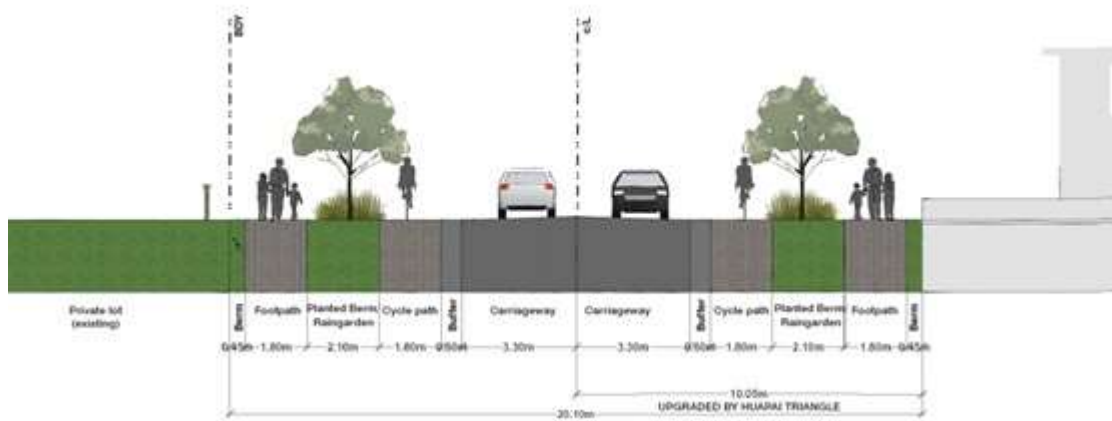 BDY
c/L
Private lot
(existing)
Berm
Footpath
Planted Berm/
Raingarden
Cycle path
Buffer
Carriageway
Carriageway
Buffer
Cycle path
Planted Berm/
Raingarden
Footpath
Berm
0.45m
1.80m
2.10m
1.80m
0.60m
3.30m
3.30m
0.60m
1.80m
2.10m
1.80m
0.45m
10.05m
UPGRADED BY HUAPAI TRIANGLE
20.10m